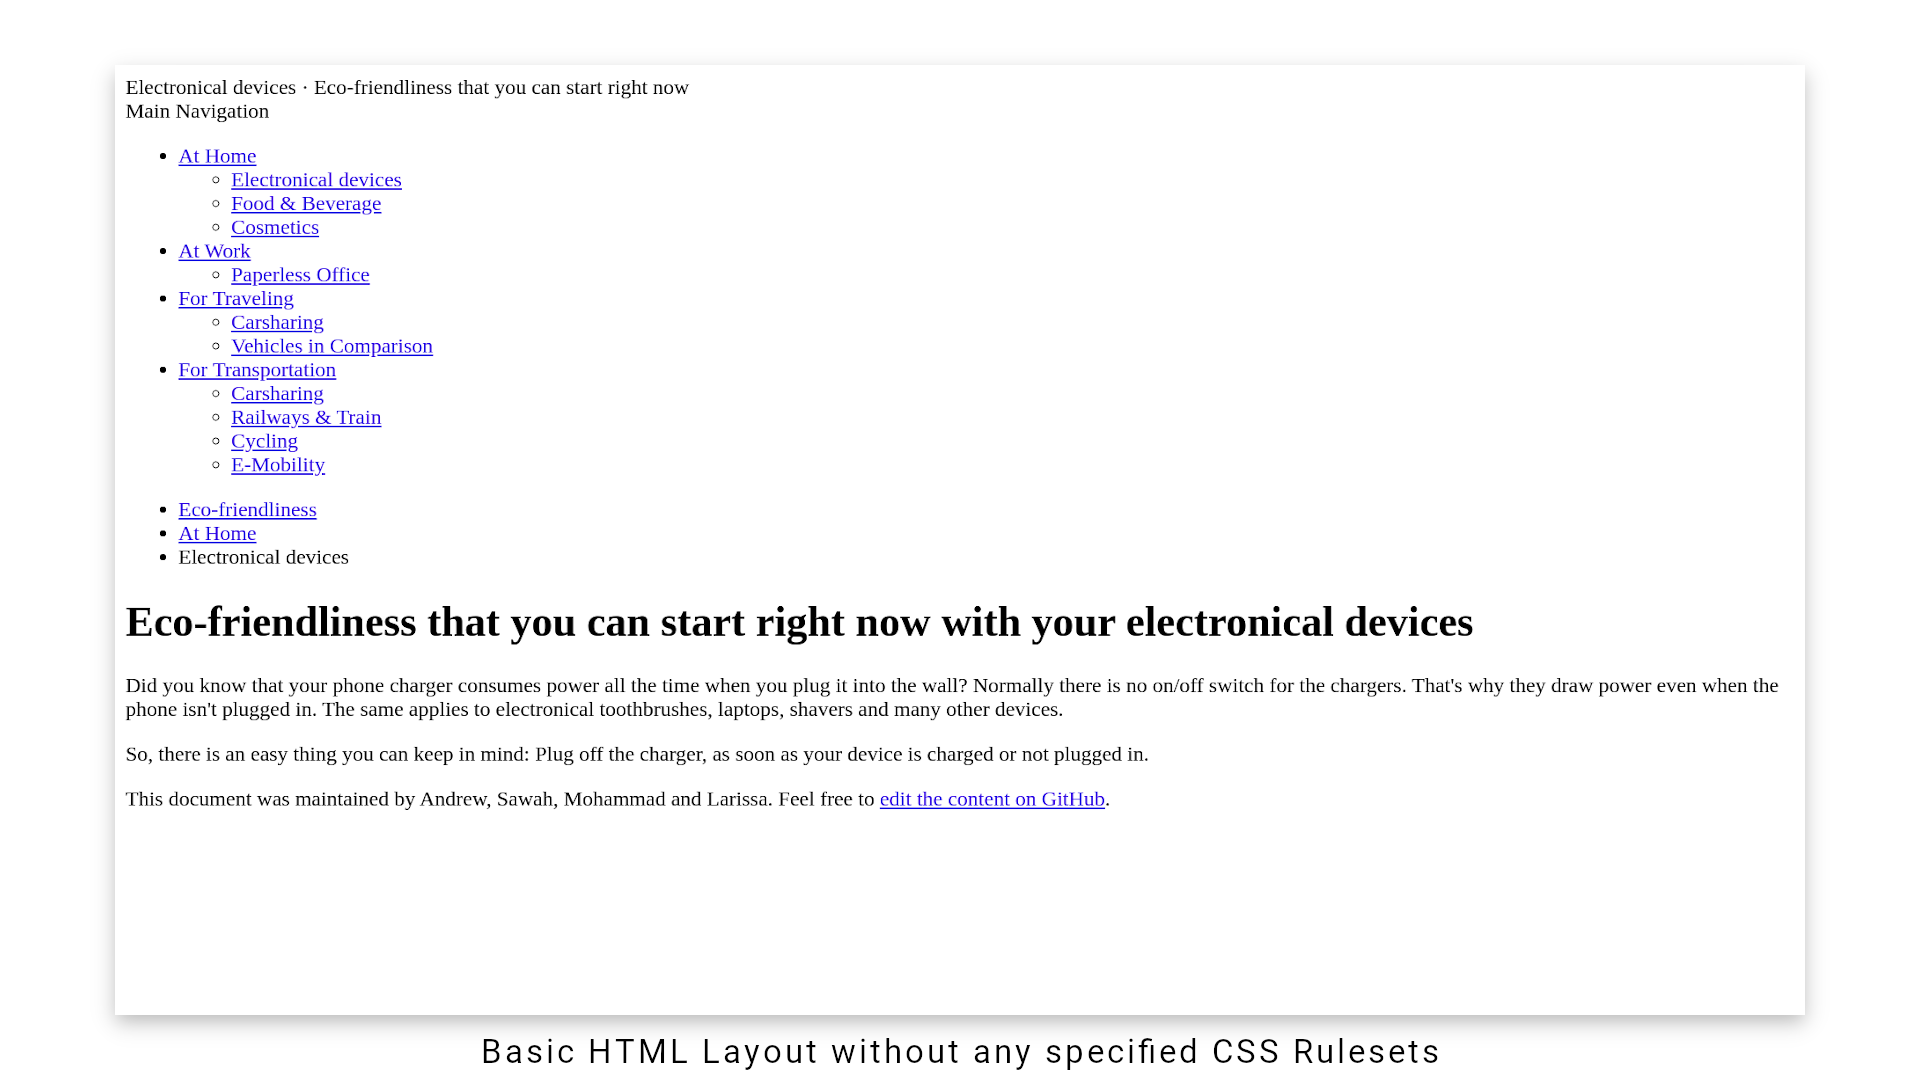 Electronical devices · Eco-friendliness that you can start right now
Main Navigation
At Home
Electronical devices
Food & Beverage
Cosmetics
At Work
Paperless Office
For Traveling
Carsharing
Vehicles in Comparison
For Transportation
Carsharing
Railways & Train
Cycling
E-Mobility
Eco-friendliness
At Home
Electronical devices
Eco-friendliness that you can start right now with your electronical devices
Did you know that your phone charger consumes power all the time when you plug it into the wall? Normally there is no on/off switch for the chargers. That's why they draw power even when the
phone isn't plugged in. The same applies to electronical toothbrushes, laptops, shavers and many other devices.
So, there is an easy thing you can keep in mind: Plug off the charger, as soon as your device is charged or not plugged in.
This document was maintained by Andrew, Sawah, Mohammad and Larissa. Feel free to edit the content on GitHub.
Basic HTML Layout without any specified CSS Rulesets